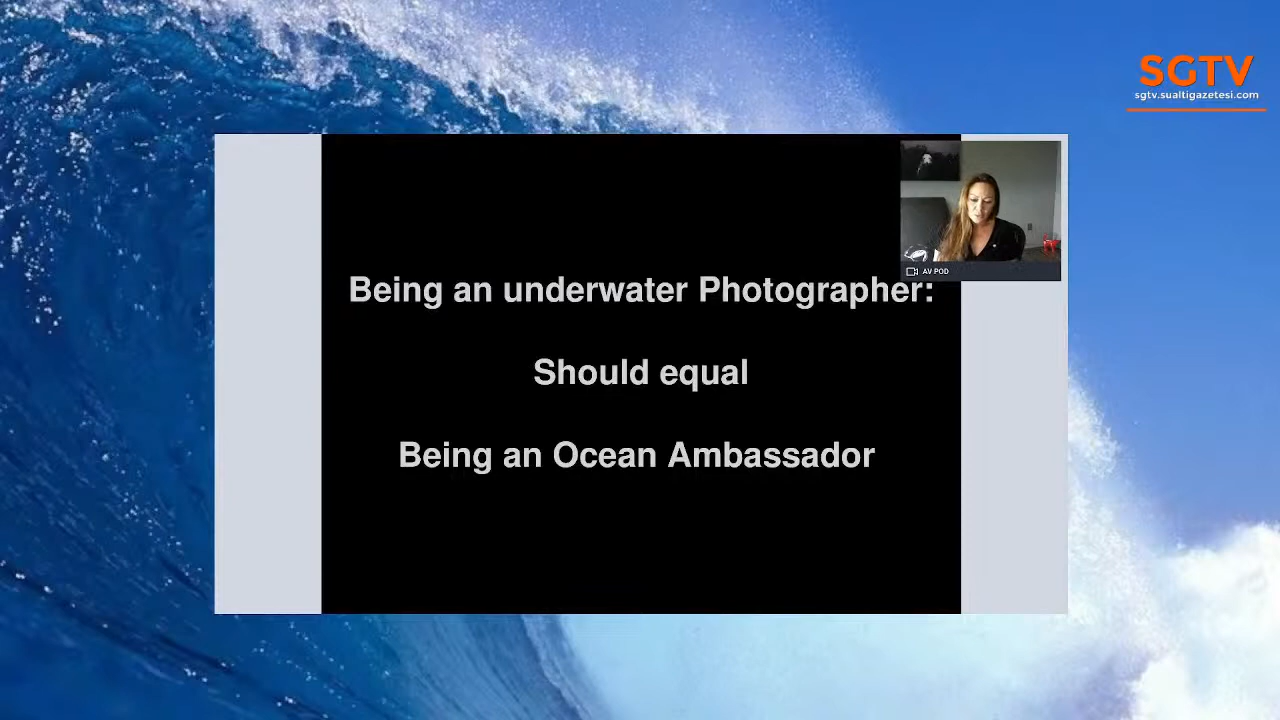 SGTV
sgtv.sualtigazetesi.com
AV POD
Being an underwater Photographer:
Should equal
Being an Ocean Ambassador